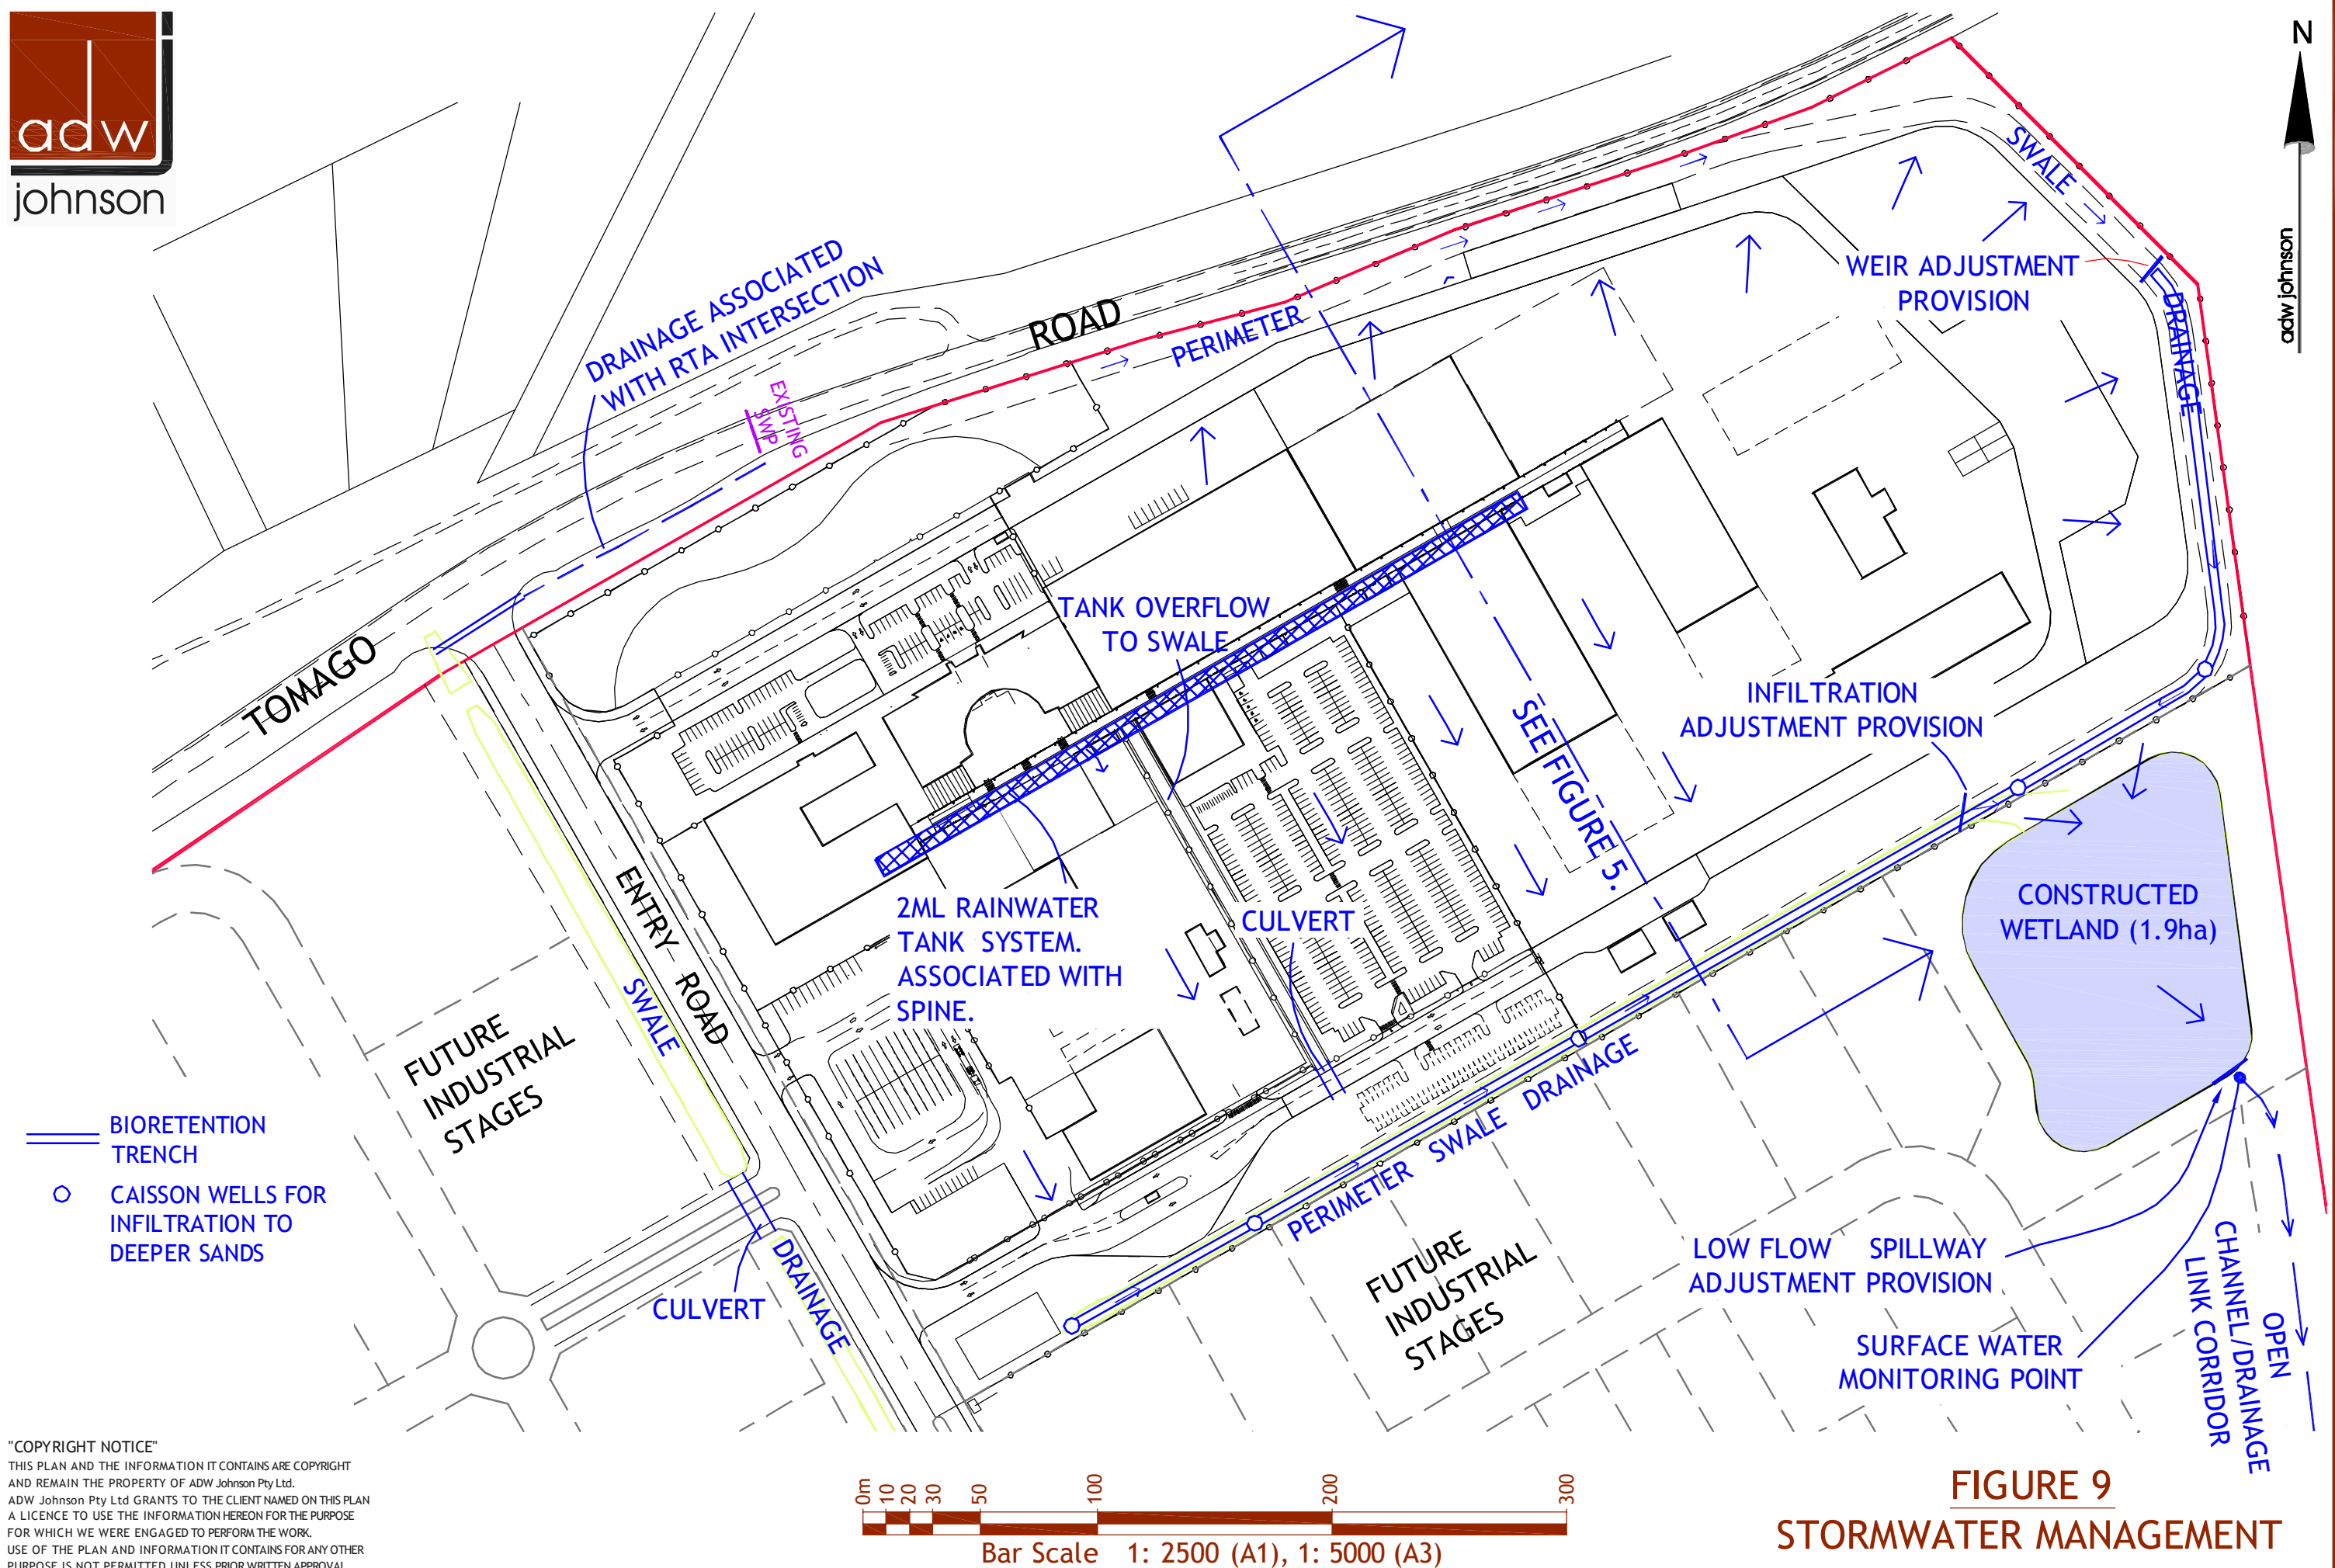 adw
johnson
N
adw johnson
DRAINAGE ASSOCIATED
WITH RTA INTERSECTION
EXISTING
SWP
ROAD
PERIMETER
SWALE
WEIR ADJUSTMENT
PROVISION
DRAINAGE
TOMAGO
TANK OVERFLOW
TO SWALE
SEE FIGURE 5.
INFILTRATION
ADJUSTMENT PROVISION
CONSTRUCTED
WETLAND (1.9ha)
ENTRY ROAD
2ML RAINWATER
TANK SYSTEM.
ASSOCIATED WITH
SPINE.
CULVERT
SWALE
FUTURE
INDUSTRIAL
STAGES
BIORETENTION
TRENCH
CAISSON WELLS FOR
INFILTRATION TO
DEEPER SANDS
CULVERT
DRAINAGE
PERIMETER SWALE DRAINAGE
FUTURE
INDUSTRIAL
STAGES
LOW FLOW SPILLWAY
ADJUSTMENT PROVISION
SURFACE WATER
MONITORING POINT
OPEN
CHANNEL/DRAINAGE
LINK CORRIDOR
"COPYRIGHT NOTICE"
THIS PLAN AND THE INFORMATION IT CONTAINS ARE COPYRIGHT
AND REMAIN THE PROPERTY OF ADW Johnson Pty Ltd.
ADW Johnson Pty Ltd GRANTS TO THE CLIENT NAMED ON THIS PLAN
A LICENCE TO USE THE INFORMATION HEREON FOR THE PURPOSE
FOR WHICH WE WERE ENGAGED TO PERFORM THE WORK.
USE OF THE PLAN AND INFORMATION IT CONTAINS FOR ANY OTHER
PURPOSE IS NOT PERMITTED UNLESS PRIOR WRITTEN APPROVAL
0m 10 20 30 50 100 200 300
Bar Scale 1: 2500 (A1), 1: 5000 (A3)
FIGURE 9
STORMWATER MANAGEMENT